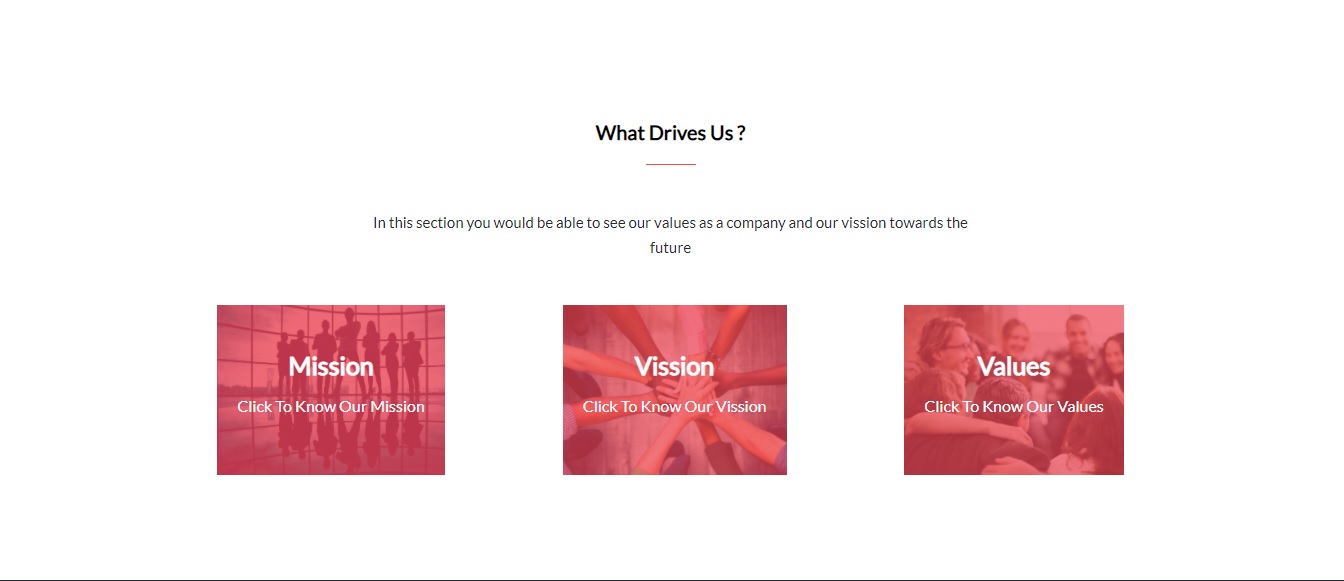 What Drives Us ?
In this section you would be able to see our values as a company and our vission towards the
future
Mission
Click To Know Our Mission
Vission
Click To Know Our Vission
Values
Click To Know Our Values